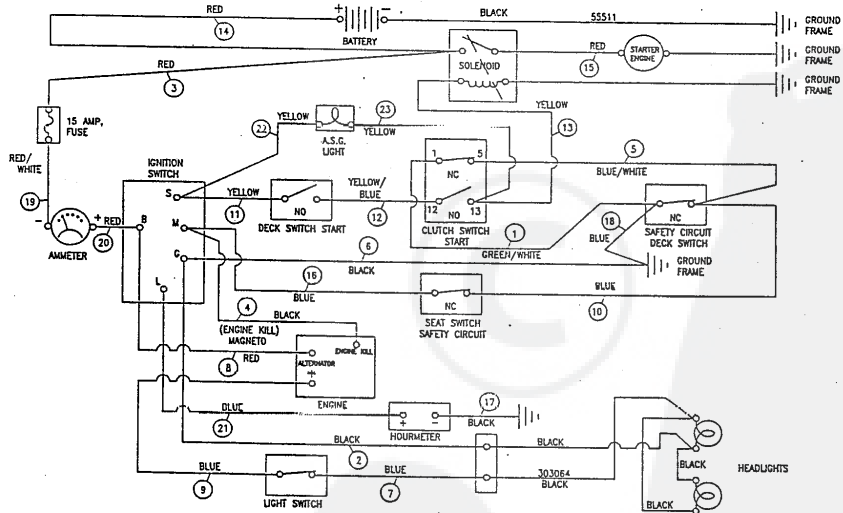 RED
14
+
−
BATTERY
BLACK
55511
GROUND
FRAME
RED
3
SOLENOID
RED
15
STARTER
ENGINE
GROUND
FRAME
GROUND
FRAME
15 AMP,
FUSE
YELLOW
22
A.S.G.
LIGHT
23
YELLOW
YELLOW
13
RED/
WHITE
19
IGNITION
SWITCH
S
M
G
L
B
YELLOW
11
NO
DECK SWITCH START
YELLOW/
BLUE
12
1
5
NC
12
13
NO
CLUTCH SWITCH
START
5
BLUE/WHITE
NC
SAFETY CIRCUIT
DECK SWITCH
18
BLUE
1
GREEN/WHITE
−
+
RED
20
AMMETER
6
BLACK
GROUND
FRAME
16
BLUE
NC
SEAT SWITCH
SAFETY CIRCUIT
BLUE
10
4
BLACK
(ENGINE KILL)
MAGNETO
8
RED
ENGINE KILL
ALTERNATOR
+
ENGINE
BLUE
21
+
−
HOURMETER
17
BLACK
BLACK
2
BLACK
BLUE
9
LIGHT SWITCH
BLUE
7
303064
BLACK
BLACK
BLACK
HEADLIGHTS